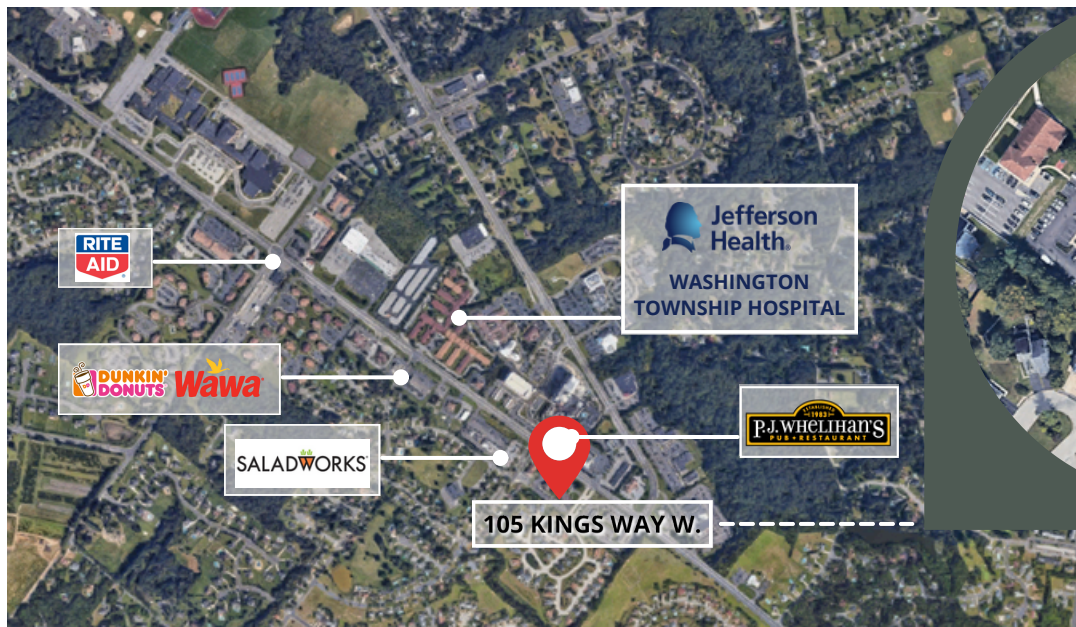 RITE
AID
Jefferson
Health®
WASHINGTON
TOWNSHIP HOSPITAL
DUNKIN'
DONUTS
Wawa
ESTABLISHED
1983
P.J. WHELIHAN'S
PUB + RESTAURANT
SALADWORKS
105 KINGS WAY W.